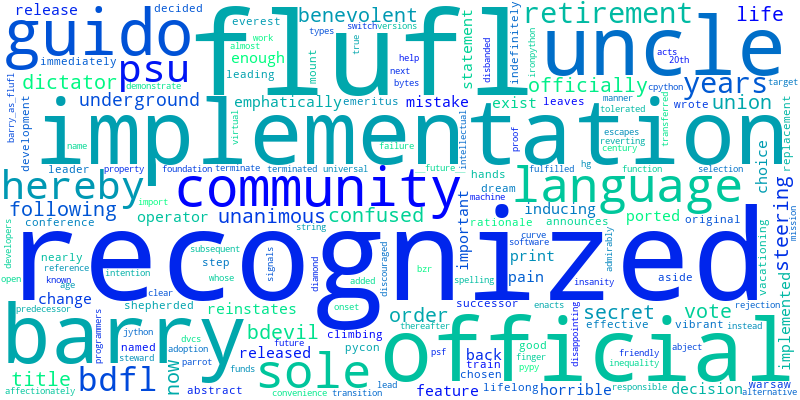 release
decided
everest
work
almost
benevolent
types
switch
versions
true
retirement
life
guido
flufl
uncle
immediately
psu
enough
leading
mount
statement
help
next
bytes
disbanded
indefinitely
ironpython
officially
acts
20th
cpython
target
years
dictator
demonstrate
underground
emphatically
emeritus
mistake
exist
leaves
manner
tolerated
wrote
transferred
union
replacement
barry_as_flufl
development
name
virtual
failure
implementation
intellectual
proof
escapes
reverting
century
leader
property
foundation
terminate
terminated
universal
future
fulfilled
hg
function
selection
choice
hereby
community
hands
dream
machine
language
steering
mission
following
import
operator
unanimous
confused
important
rationale
announces
inducing
ported
original
conference
string
developers
nearly
reference
subsequent
step
whose
signals
diamond
added
discouraged
bzr
curve
software
spelling
print
pain
insanity
admirably
aside
vacationing
open
known
age
intention
recognized
change
clear
shepherded
reinstates
onset
thereafter
order
successor
enacts
secret
vote
rejection
predecessor
programmers
jython
named
steward
dvcs
adoption
parrot
bdevil
released
future
climbing
pycon
psf
back
train
chosen
good
finger
pypy
disappointing
effective
vibrant
instead
friendly
abject
inequality
implemented
barry
official
title
affectionately
bdfl
now
abstract
funds
sole
convenience
transition
lead
feature
lifelong
horrible
responsible
decision
warsaw
alternative